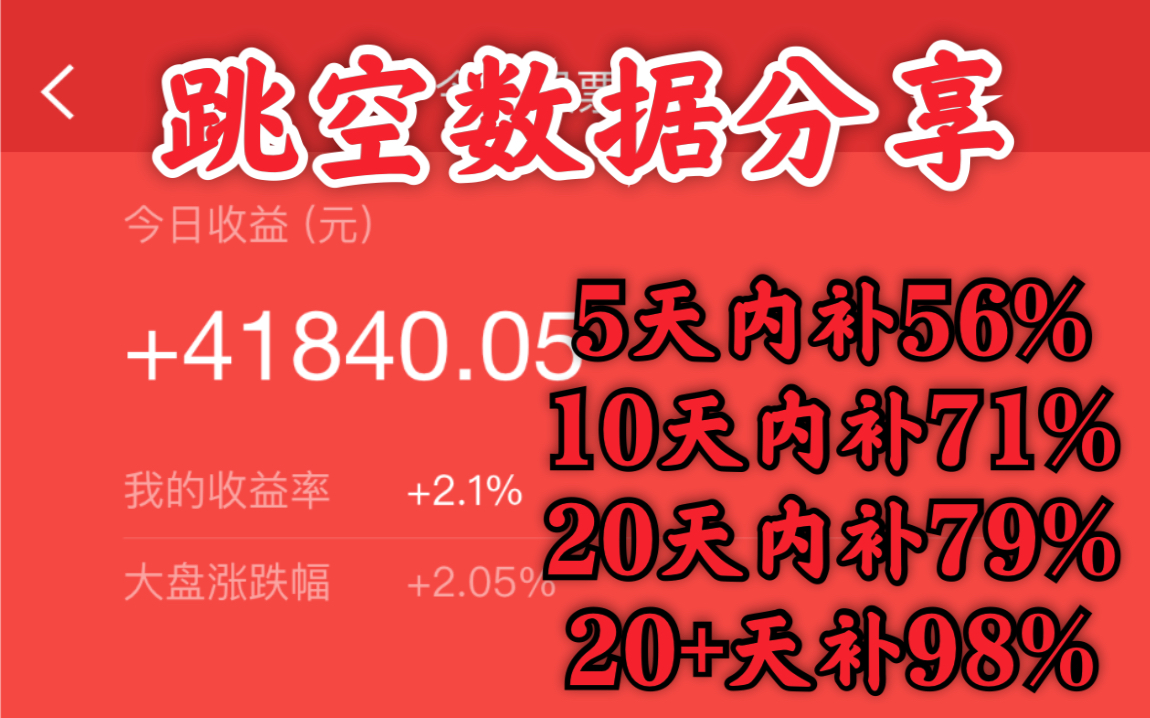 跳空数据分享
今日收益 (元)
+41840.05
5天内补56%
10天内补71%
我的收益率 +2.1%
20天内补79%
大盘涨跌幅 +2.05%
20+天补98%